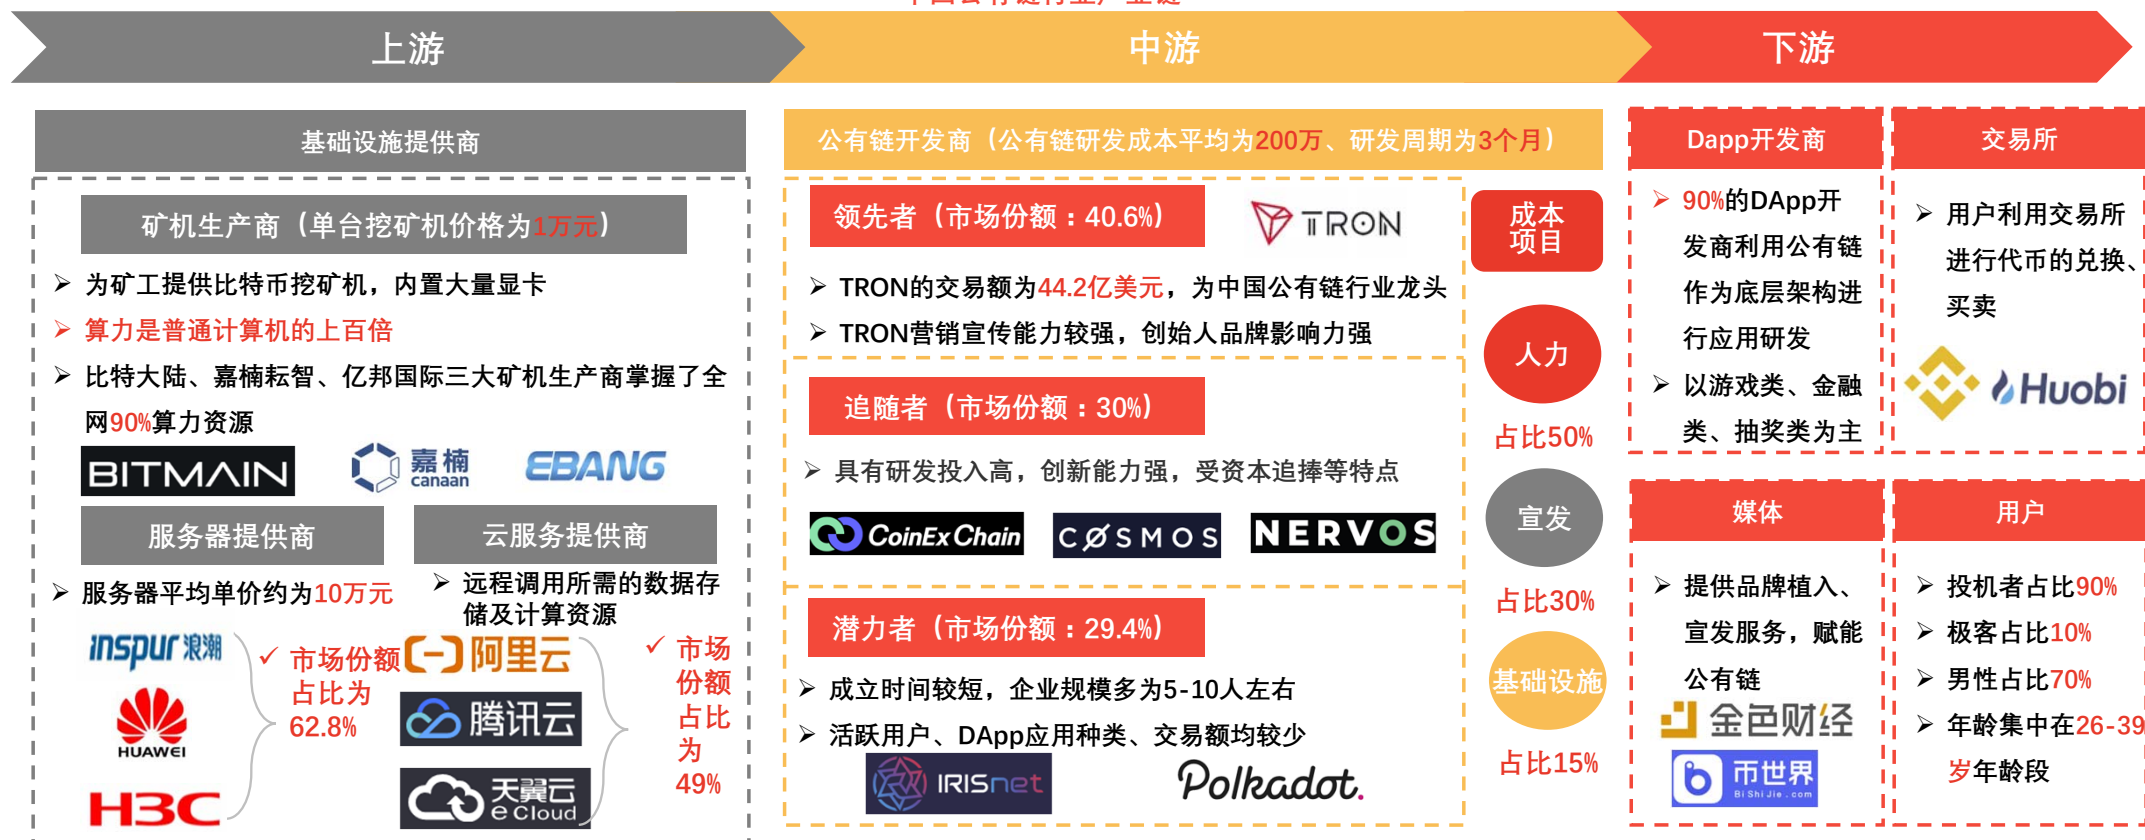 中国公有链行业产业链
上游
中游
下游
基础设施提供商
矿机生产商（单台挖矿机价格为1万元）
为矿工提供比特币挖矿机，内置大量显卡
算力是普通计算机的上百倍
比特大陆、嘉楠耘智、亿邦国际三大矿机生产商掌握了全
网90%算力资源
BITMAIN
嘉楠
canaan
EBANG
服务器提供商
服务器平均单价约为10万元
inspur 浪潮
HUAWEI
H3C
市场份额
占比为
62.8%
云服务提供商
远程调用所需的数据存
储及计算资源
阿里云
腾讯云
天翼云
e Cloud
市场
份额
占比
为
49%
公有链开发商（公有链研发成本平均为200万、研发周期为3个月）
领先者（市场份额：40.6%）
TRON
TRON的交易额为44.2亿美元，为中国公有链行业龙头
TRON营销宣传能力较强，创始人品牌影响力强
追随者（市场份额：30%）
具有研发投入高，创新能力强，受资本追捧等特点
CoinEx Chain
COSMOS
NERVOS
潜力者（市场份额：29.4%）
成立时间较短，企业规模多为5-10人左右
活跃用户、DApp应用种类、交易额均较少
IRISnet
Polkadot.
成本
项目
人力
占比50%
宣发
占比30%
基础设施
占比15%
Dapp开发商
90%的DApp开
发商利用公有链
作为底层架构进
行应用研发
以游戏类、金融
类、抽奖类为主
交易所
用户利用交易所
进行代币的兑换、
买卖
Huobi
媒体
提供品牌植入、
宣发服务，赋能
公有链
金色财经
币世界
BiShiJie.com
用户
投机者占比90%
极客占比10%
男性占比70%
年龄集中在26-39
岁年龄段